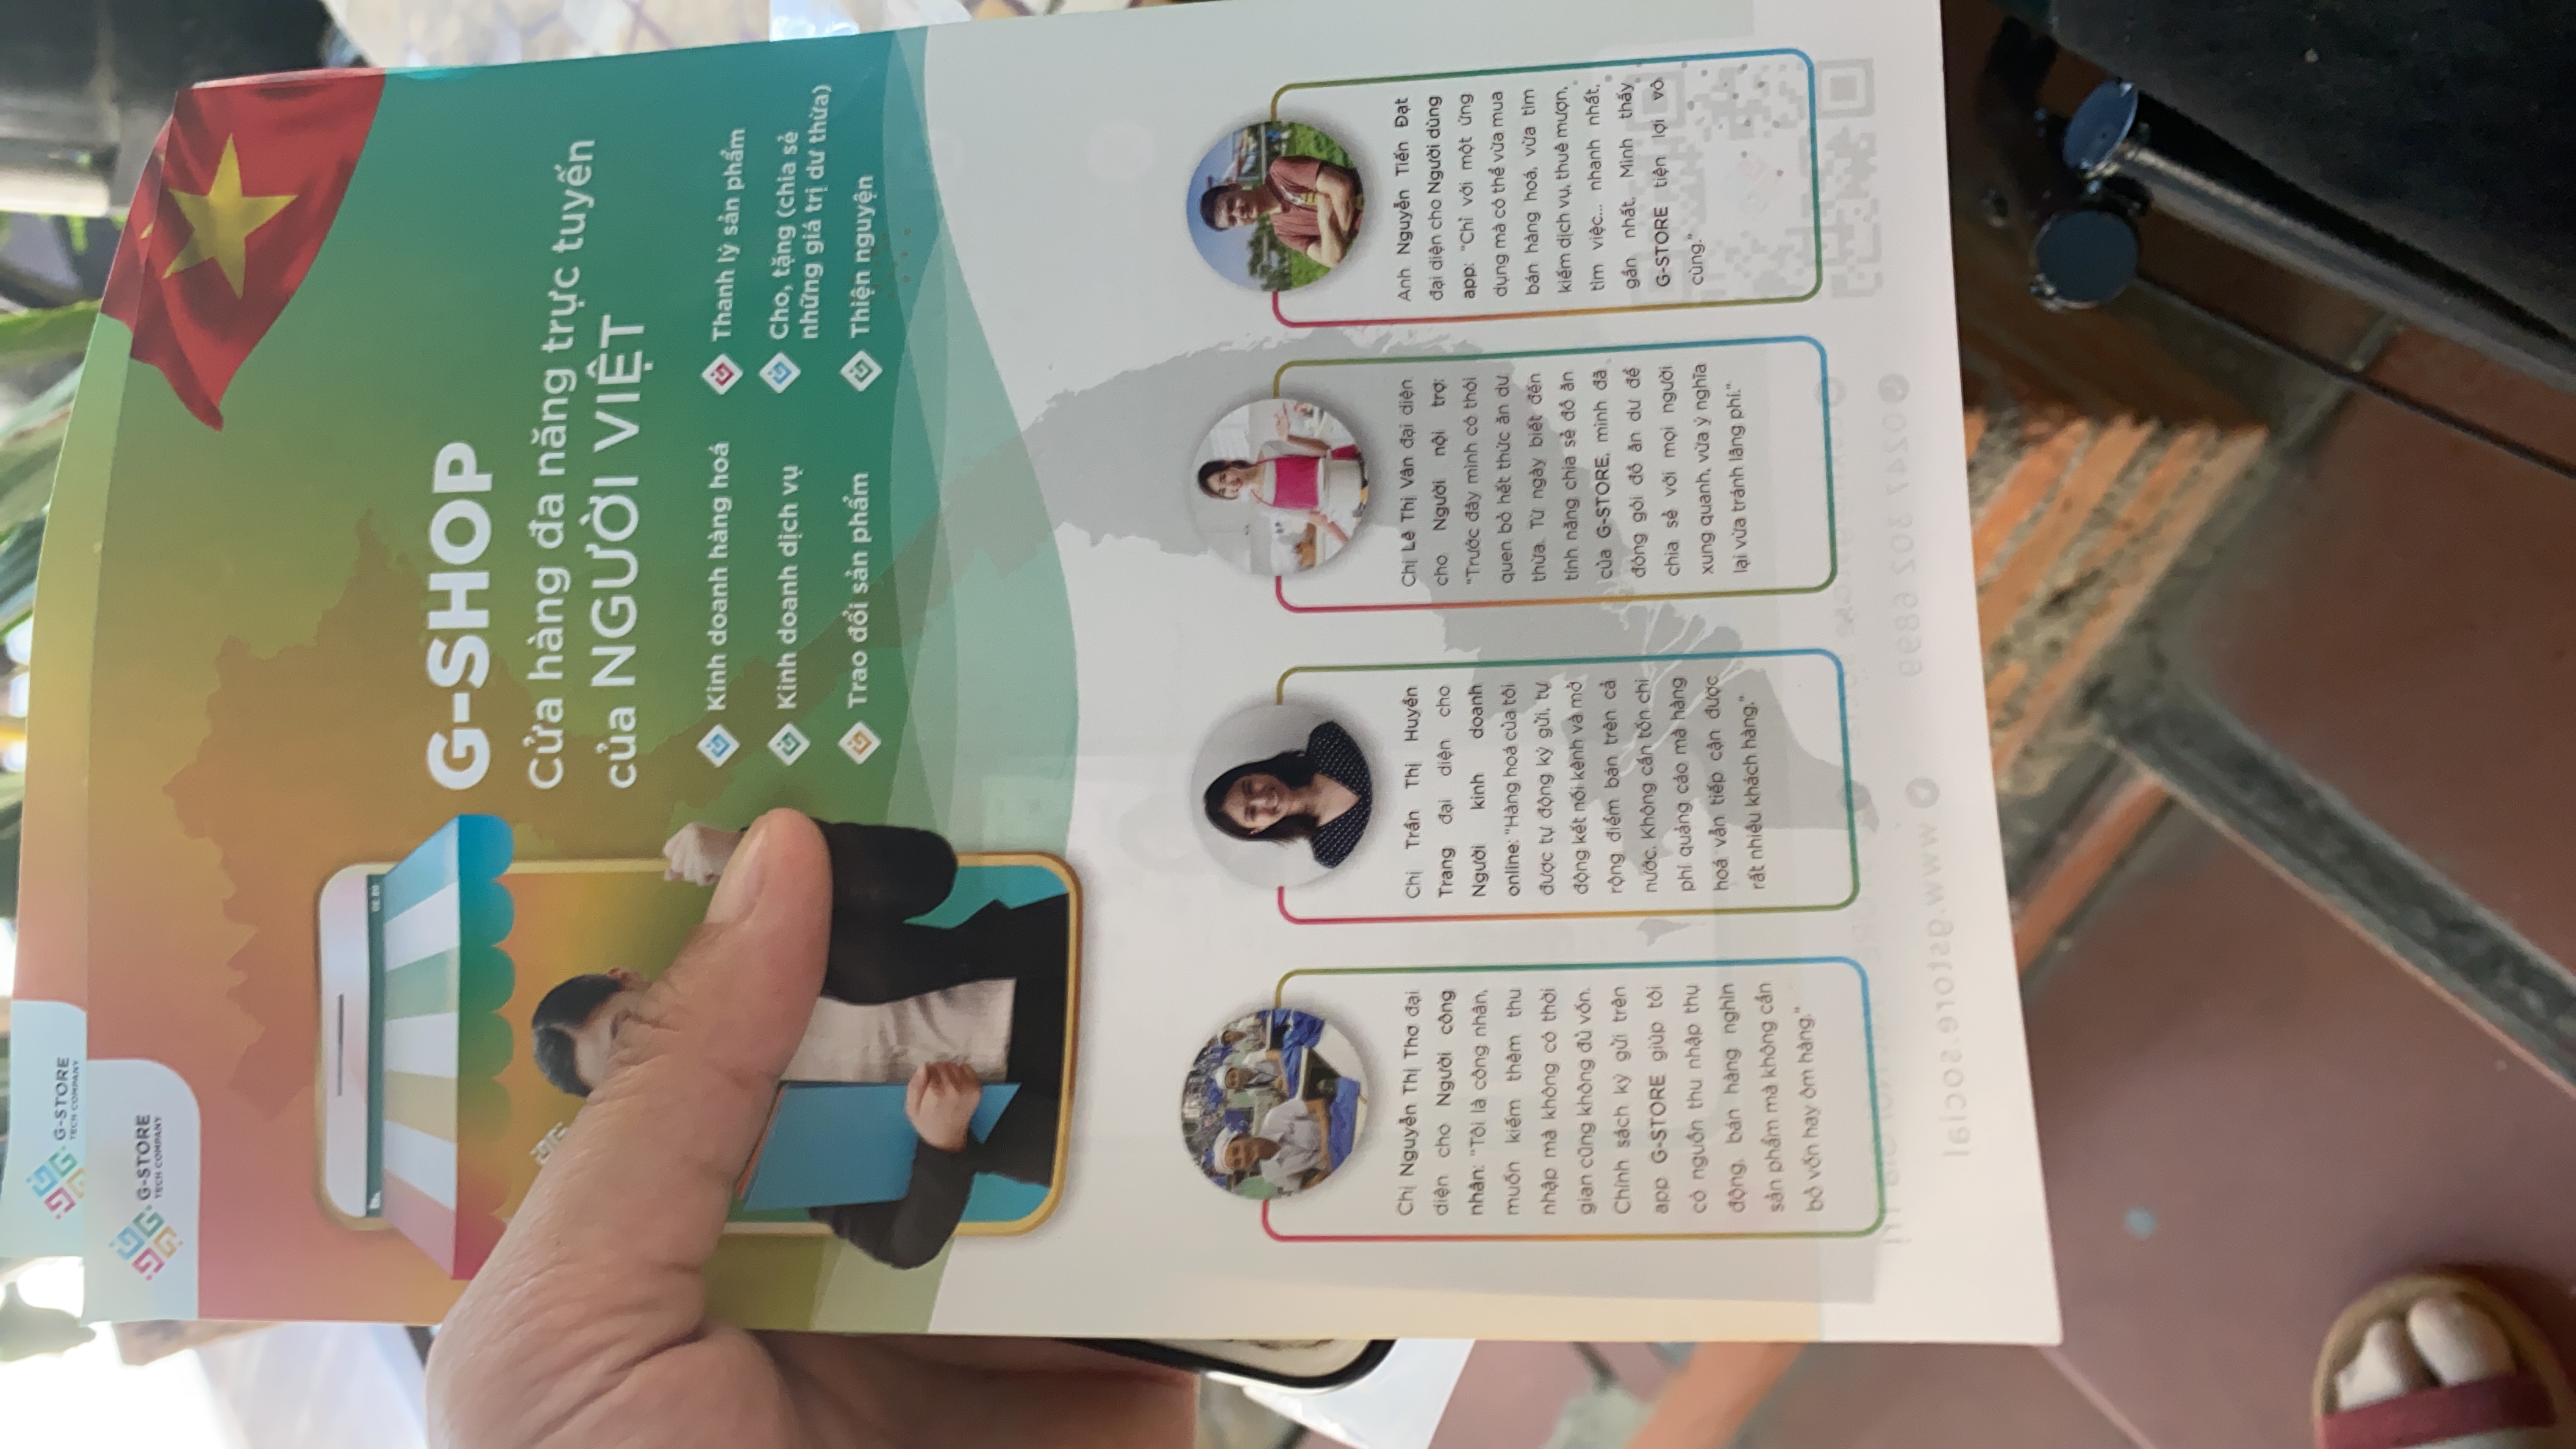 G-STORE
TECH COMPANY
G-STORE
TECH COMPANY
G-SHOP
Cửa hàng đa năng trực tuyến
của NGƯỜI VIỆT
Kinh doanh hàng hoá
Thanh lý sản phẩm
Kinh doanh dịch vụ
Cho, tặng (chia sẻ
những giá trị dư thừa)
Trao đổi sản phẩm
Thiện nguyện
Chị Nguyễn Thị Thơ đại
diện cho Người công
nhân: "Tôi là công nhân,
muốn kiếm thêm thu
nhập mà không có thời
gian cũng không đủ vốn.
Chính sách ký gửi trên
app G-STORE giúp tôi
có nguồn thu nhập thụ
động, bán hàng nghìn
sản phẩm mà không cần
bỏ vốn hay ôm hàng."
Chị Trần Thị Huyền
Trang đại diện cho
Người kinh doanh
online: "Hàng hoá của tôi
được tự động ký gửi, tự
động kết nối kênh và mở
rộng điểm bán trên cả
nước. Không cần tốn chi
phí quảng cáo mà hàng
hoá vẫn tiếp cận được
rất nhiều khách hàng."
Chị Lê Thị Vân đại diện
cho Người nội trợ:
"Trước đây mình có thói
quen bỏ hết thức ăn dư
thừa. Từ ngày biết đến
tính năng chia sẻ đồ ăn
của G-STORE, mình đã
đóng gói đồ ăn dư để
chia sẻ với mọi người
xung quanh, vừa ý nghĩa
lại vừa tránh lãng phí."
Anh Nguyễn Tiến Đạt
đại diện cho Người dùng
app: "Chỉ với một ứng
dụng mà có thể vừa mua
bán hàng hoá, vừa tìm
kiếm dịch vụ, thuê mượn,
tìm việc... nhanh nhất,
gần nhất. Mình thấy
G-STORE tiện lợi vô
cùng."
0247 302 6899
www.gstore.social